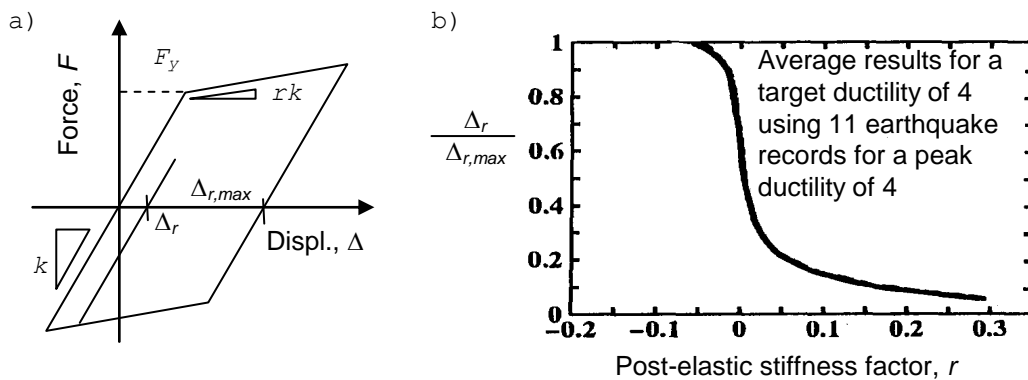 a)
Force, F
F_y
rk
Δ_r,max
Δ_r
Displ., Δ
k
b)
Δ_r
Δ_r,max
1
0.8
0.6
0.4
0.2
0
−0.2
−0.1
0
0.1
0.2
0.3
Average results for a
target ductility of 4
using 11 earthquake
records for a peak
ductility of 4
Post-elastic stiffness factor, r